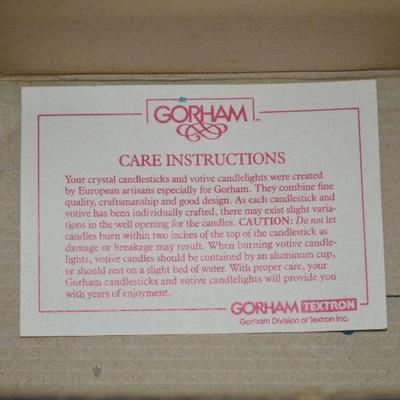 GORHAM™
CARE INSTRUCTIONS
Your crystal candlesticks and votive candlelights were created
by European artisans especially for Gorham. They combine fine
quality, craftsmanship and good design. As each candlestick and
votive has been individually crafted, there may exist slight varia-
tions in the well opening for the candles. CAUTION: Do not let
candles burn within two inches of the top of the candlestick as
damage or breakage may result. When burning votive candle-
lights, votive candles should be contained by an aluminum cup,
or should rest on a slight bed of water. With proper care, your
Gorham candlesticks and votive candlelights will provide you
with years of enjoyment.
GORHAM TEXTRON
Gorham Division of Textron Inc.